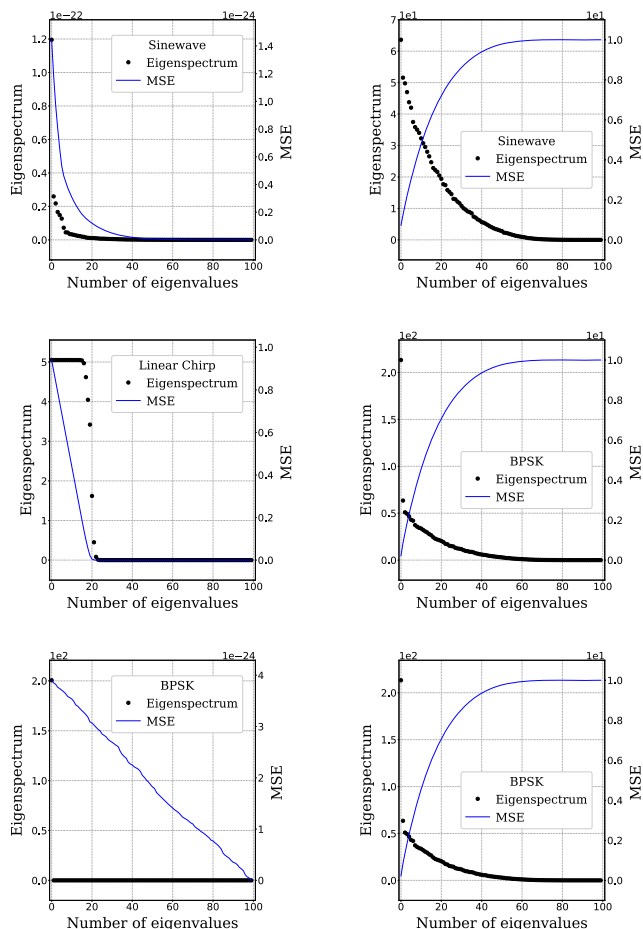 1e−22
1e−24
1.2
1.0
0.8
0.6
0.4
0.2
0.0
1.4
1.2
1.0
0.8
0.6
0.4
0.2
0.0
Sinewave
Eigenspectrum
MSE
Eigenspectrum
MSE
0
20
40
60
80
100
Number of eigenvalues
6e1
1e1
7
6
5
4
3
2
1
0
1.0
0.8
0.6
0.4
0.2
0.0
Sinewave
Eigenspectrum
MSE
Eigenspectrum
MSE
0
20
40
60
80
100
Number of eigenvalues
5
4
3
2
1
0
1.0
0.8
0.6
0.4
0.2
0.0
Linear Chirp
Eigenspectrum
MSE
Eigenspectrum
MSE
0
20
40
60
80
100
Number of eigenvalues
1e2
1e1
2.0
1.5
1.0
0.5
0.0
1.0
0.8
0.6
0.4
0.2
0.0
BPSK
Eigenspectrum
MSE
Eigenspectrum
MSE
0
20
40
60
80
100
Number of eigenvalues
1e2
1e−24
2.0
1.5
1.0
0.5
0.0
4
3
2
1
0
BPSK
Eigenspectrum
MSE
Eigenspectrum
MSE
0
20
40
60
80
100
Number of eigenvalues
1e2
1e1
2.0
1.5
1.0
0.5
0.0
1.0
0.8
0.6
0.4
0.2
0.0
BPSK
Eigenspectrum
MSE
Eigenspectrum
MSE
0
20
40
60
80
100
Number of eigenvalues